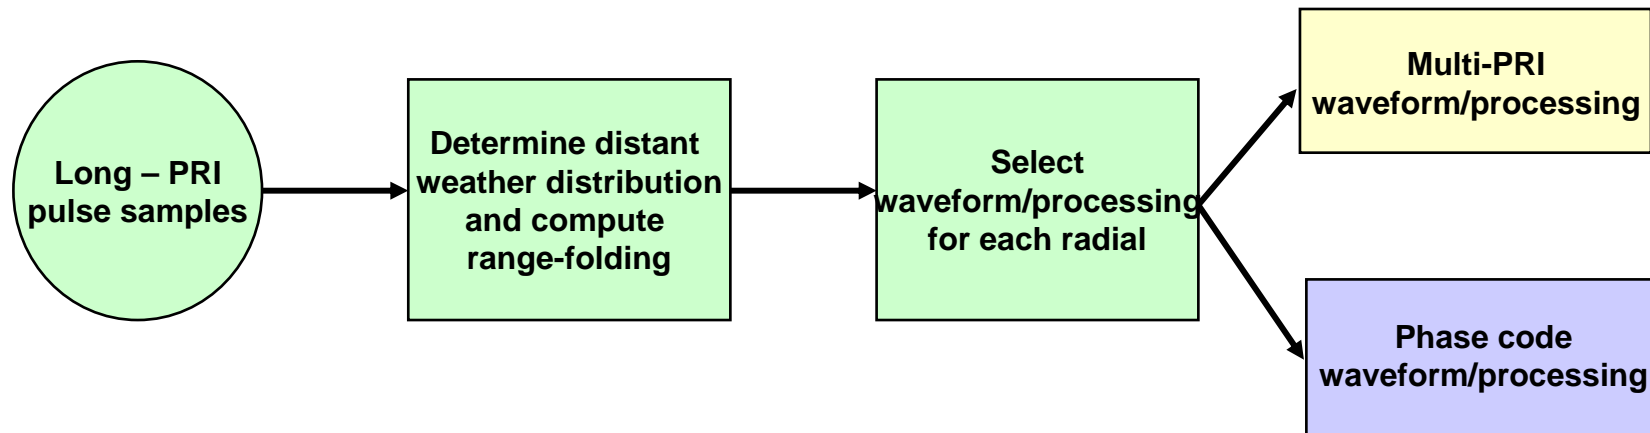 Long – PRI
pulse samples
Determine distant
weather distribution
and compute
range-folding
Select
waveform/processing
for each radial
Multi-PRI
waveform/processing
Phase code
waveform/processing